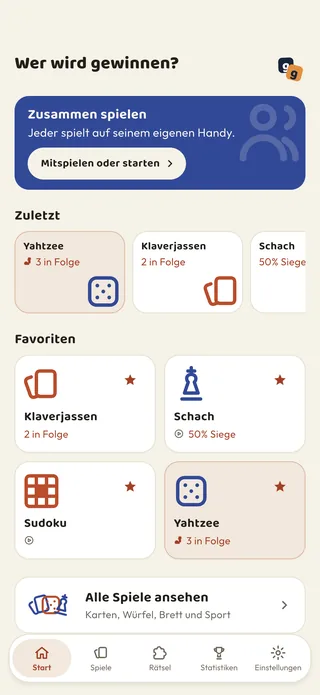 Wer wird gewinnen?
9
9
Zusammen spielen
Jeder spielt auf seinem eigenen Handy.
Mitspielen oder starten
Zuletzt
Yahtzee
3 in Folge
Klaverjassen
2 in Folge
Schach
50% Siege
Favoriten
Klaverjassen
2 in Folge
Schach
50% Siege
Sudoku
Yahtzee
3 in Folge
Alle Spiele ansehen
Karten, Würfel, Brett und Sport
Start
Spiele
Rätsel
Statistiken
Einstellungen